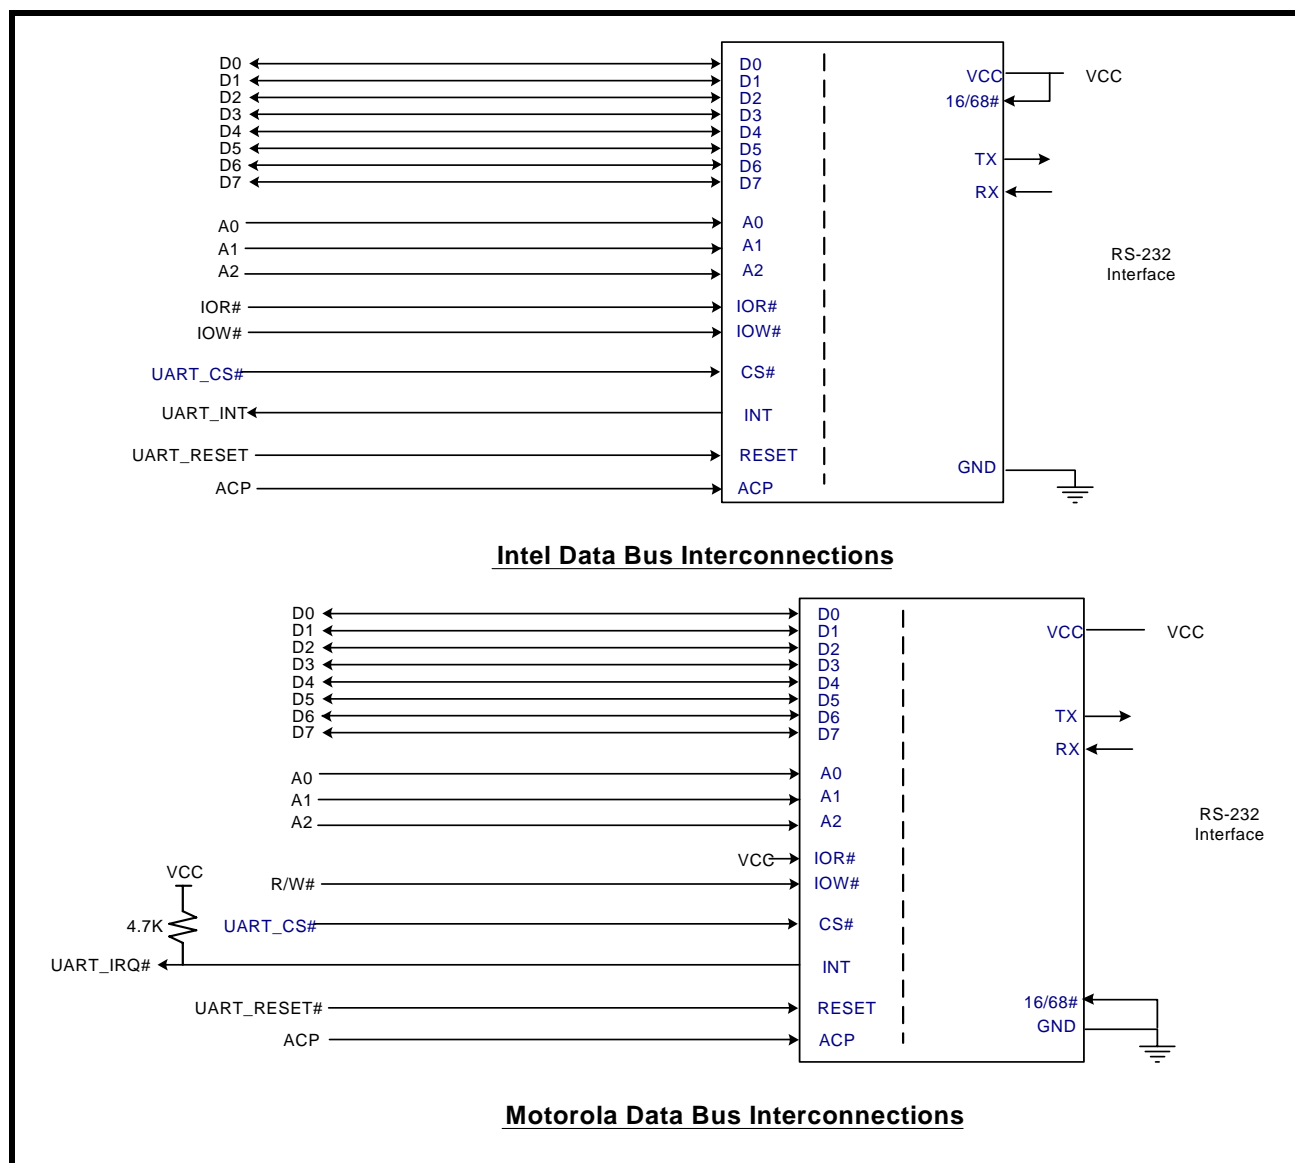 D0 D0
D1 D1
D2 D2
D3 D3
D4 D4
D5 D5
D6 D6
D7 D7
VCC VCC
16/68#
TX
RX
A0 A0
A1 A1
A2 A2
RS-232
Interface
IOR# IOR#
IOW# IOW#
UART_CS# CS#
UART_INT INT
UART_RESET RESET
GND
ACP ACP
Intel Data Bus Interconnections
D0 D0
D1 D1
D2 D2
D3 D3
D4 D4
D5 D5
D6 D6
D7 D7
VCC VCC
TX
RX
A0 A0
A1 A1
A2 A2
RS-232
Interface
VCC IOR#
VCC
R/W# IOW#
4.7K UART_CS# CS#
UART_IRQ# INT
UART_RESET# RESET
16/68#
GND
ACP ACP
Motorola Data Bus Interconnections